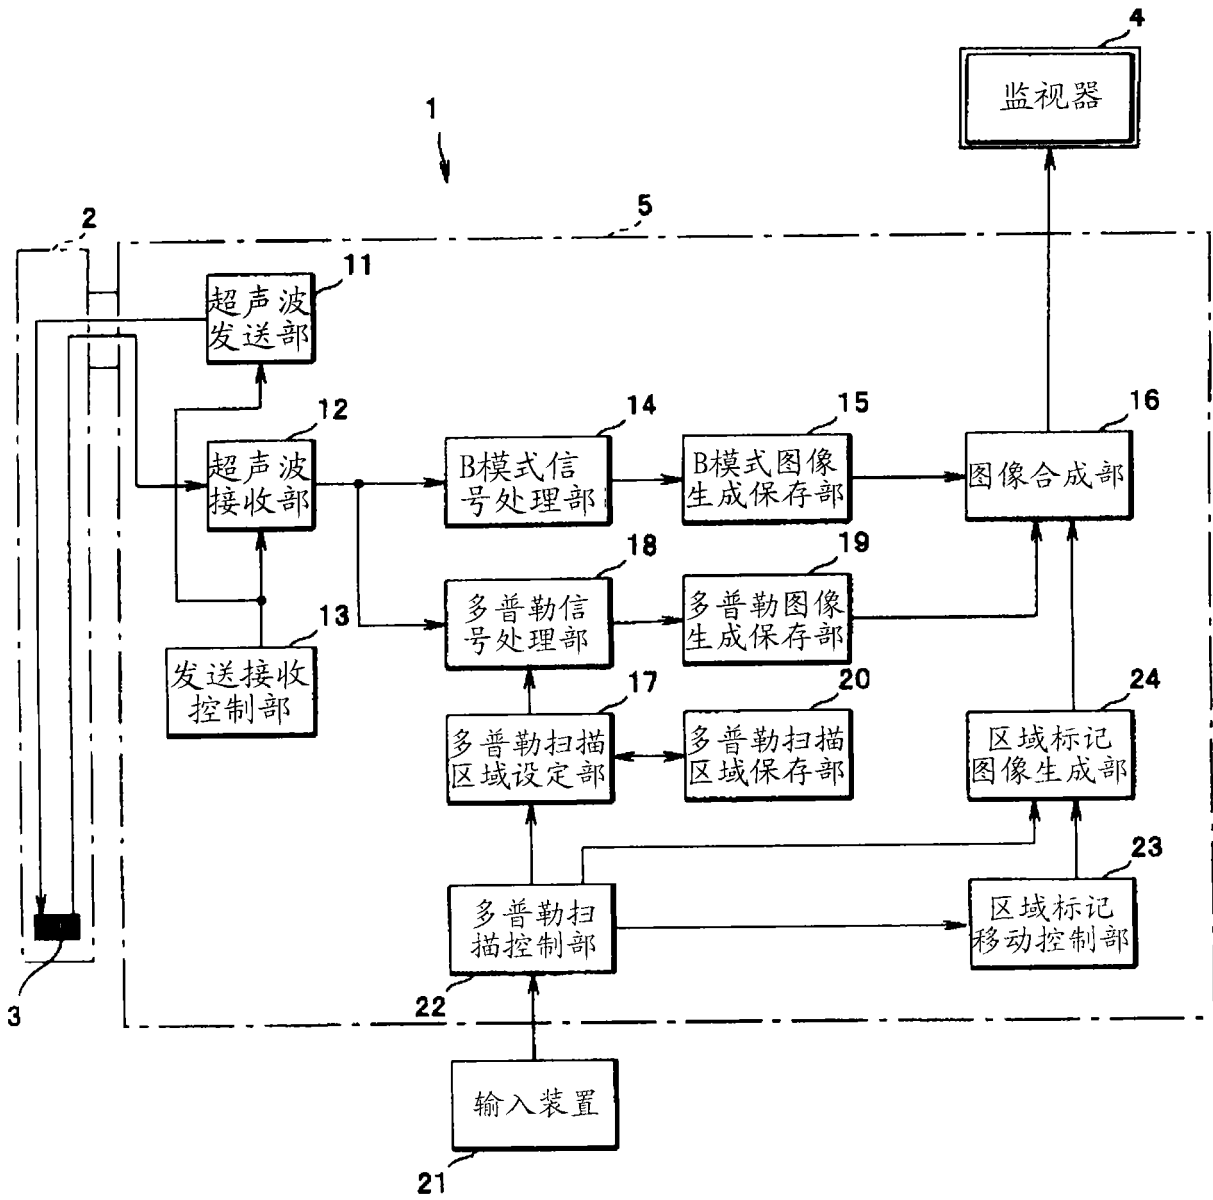 4
监视器
1
2
5
11
超声波
发送部
12
超声波
接收部
14
B模式信
号处理部
15
B模式图像
生成保存部
16
图像合成部
13
发送接收
控制部
18
多普勒信
号处理部
19
多普勒图像
生成保存部
17
多普勒扫描
区域设定部
20
多普勒扫描
区域保存部
24
区域标记
图像生成部
3
22
多普勒扫
描控制部
23
区域标记
移动控制部
输入装置
21